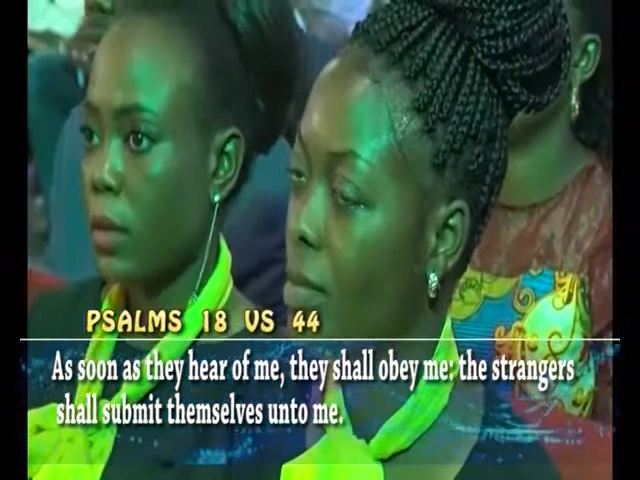 PSALMS 18 VS 44
As soon as they hear of me, they shall obey me: the strangers
shall submit themselves unto me.